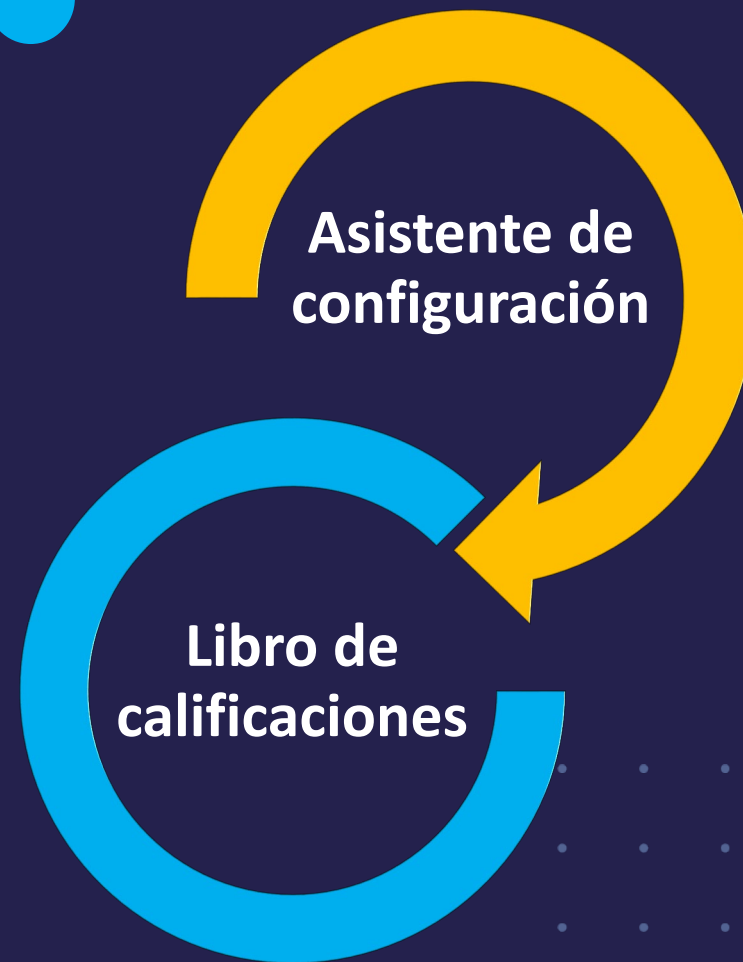 Asistente de
configuración
Libro de
calificaciones